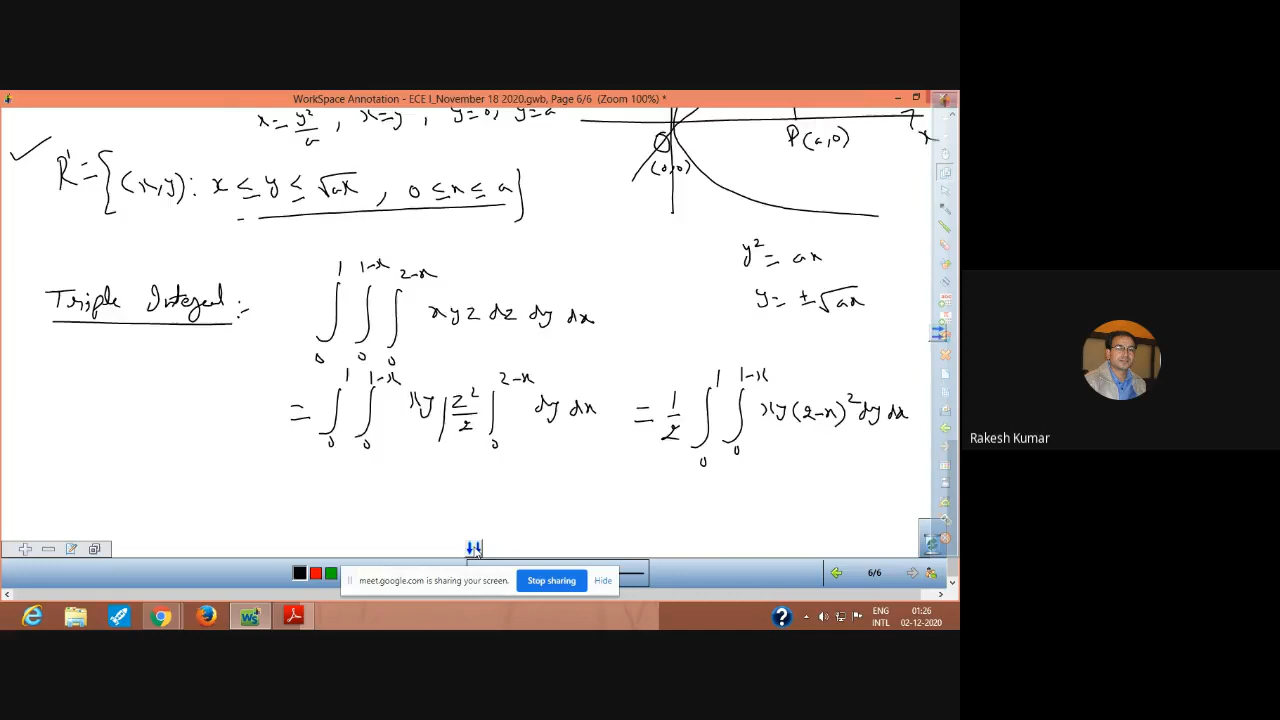 WorkSpace Annotation - ECE I_November 18 2020.gwb, Page 6/6 (Zoom 100%) *
x = y²/a , x=y , y=0, y=a
R' = {(x,y): x ≤ y ≤ √ax , 0 ≤ x ≤ a}
P(a,0)
x
O
(0,0)
y² = ax
y = ±√ax
Triple Integral :-
∫₀¹ ∫₀^{1-x} ∫₀^{2-x} xyz dz dy dx
= ∫₀¹ ∫₀^{1-x} xy |z²/2|₀^{2-x} dy dx = 1/2 ∫₀¹ ∫₀^{1-x} xy(2-x)² dy dx
Rakesh Kumar
meet.google.com is sharing your screen.
Stop sharing
Hide
6/6
ENG
INTL
01:26
02-12-2020